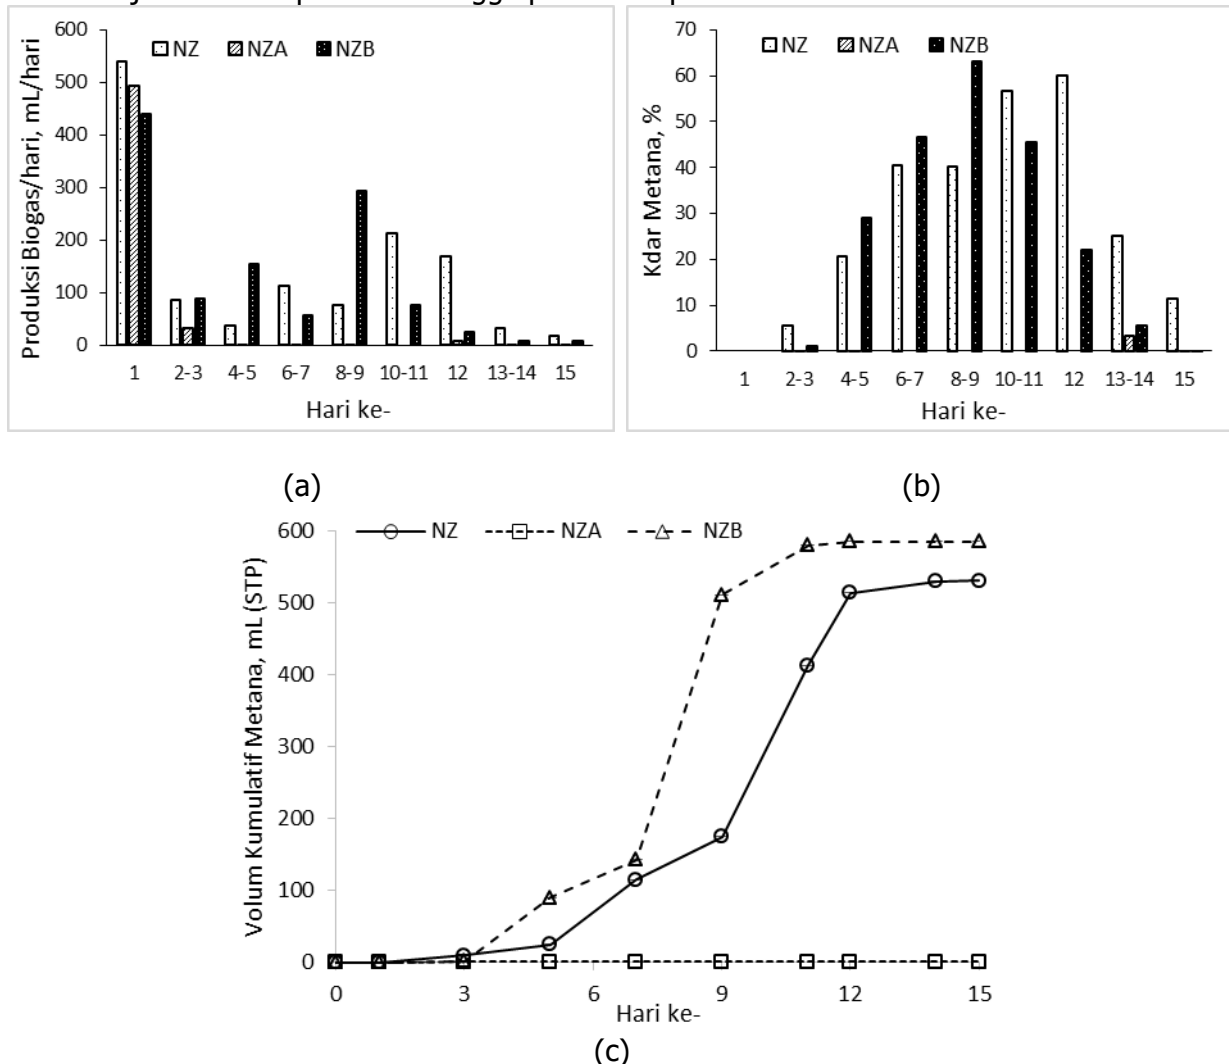 600
500
400
300
200
100
0
NZ NZA NZB
Produksi Biogas/hari, mL/hari
1 2-3 4-5 6-7 8-9 10-11 12 13-14 15
Hari ke-
(a)
70
60
50
40
30
20
10
0
NZ NZA NZB
Kdar Metana, %
1 2-3 4-5 6-7 8-9 10-11 12 13-14 15
Hari ke-
(b)
NZ NZA NZB
600
500
400
300
200
100
0
Volum Kumulatif Metana, mL (STP)
0 3 6 9 12 15
Hari ke-
(c)